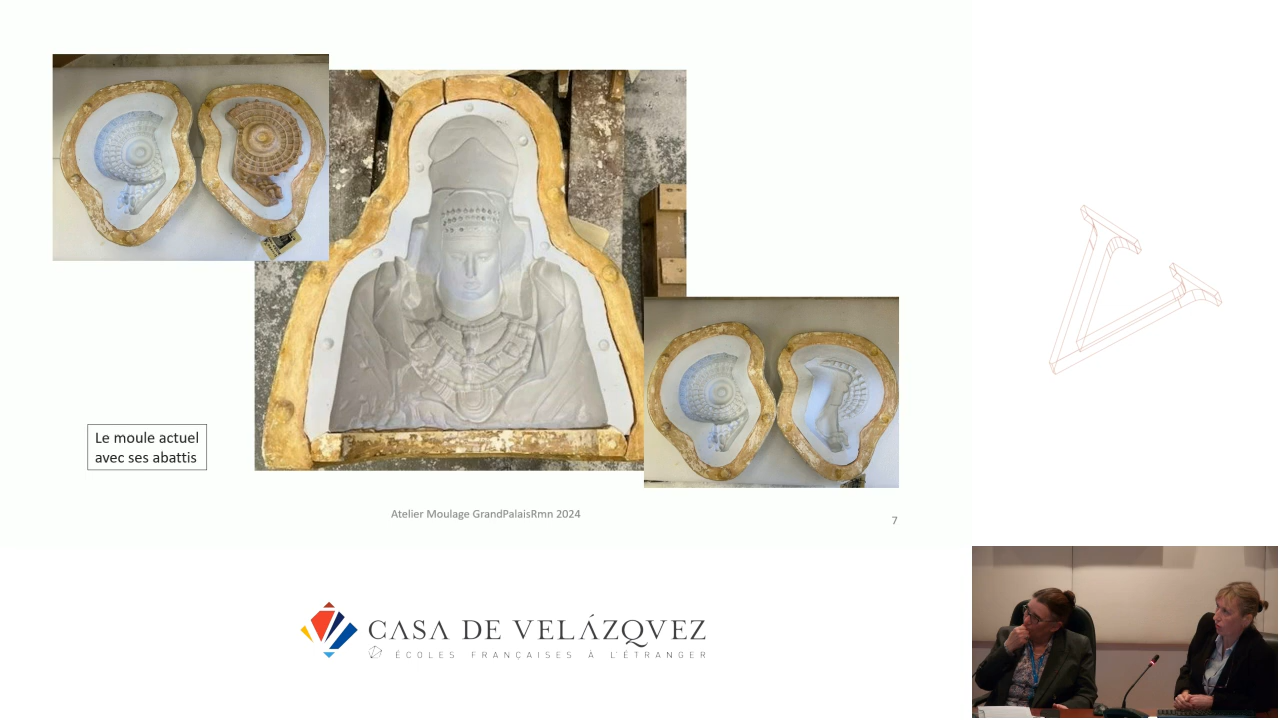 Le moule actuel
avec ses abattis
Atelier Moulage GrandPalaisRmn 2024
7
CASA DE VELÁZQVEZ
ÉCOLES FRANÇAISES À L'ÉTRANGER